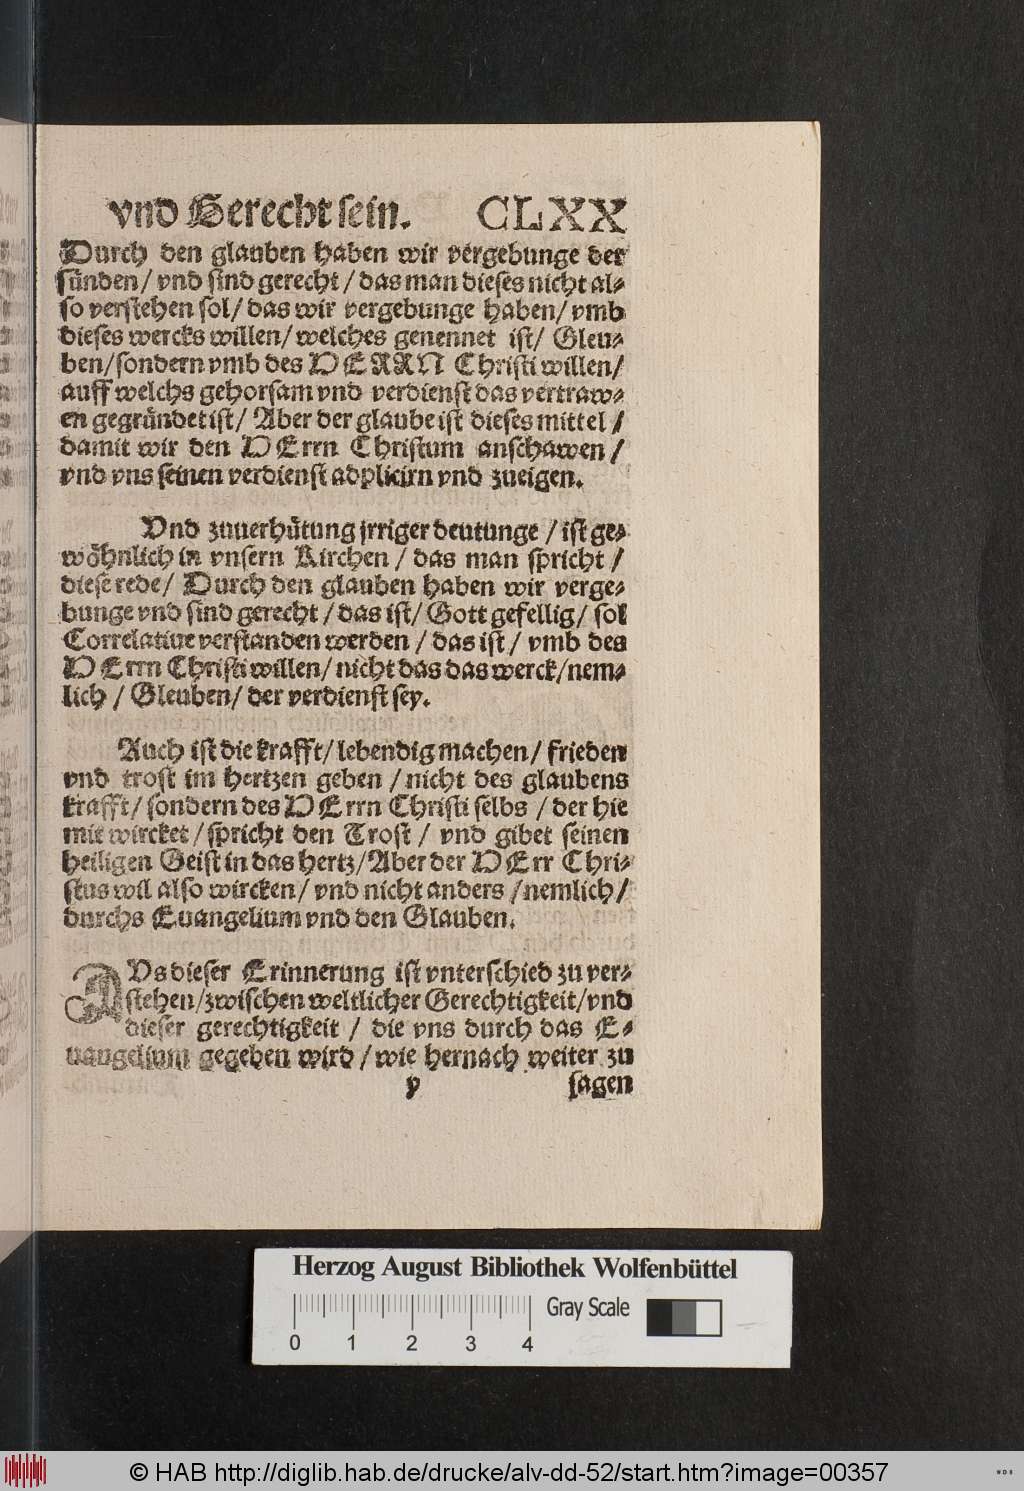 vnd Gerecht sein. CLXX
Durch den glauben haben wir vergebunge der
sünden/ vnd sind gerecht/ das man dieses nicht al-
so verstehen sol/ das wir vergebunge haben/ vmb
dieses wercks willen/ welches genennet ist/ Gleu-
ben/ sondern vmb des HERRN Christi willen/
auff welchs gehorsam vnd verdienst das vertraw-
en gegründet ist/ Aber der glaube ist dieses mittel/
damit wir den HErrn Christum anschawen/
vnd vns seinen verdienst adplicirn vnd zueigen.
Vnd zuuerhütung jrriger deutunge/ ist ge-
wöhnlich in vnsern Kirchen/ das man spricht/
diese rede/ Durch den glauben haben wir verge-
bunge vnd sind gerecht/ das ist/ Gott gefellig/ sol
Correlatiue verstanden werden/ das ist/ vmb des
HErrn Christi willen/ nicht das das werck/ nem-
lich/ Gleuben/ der verdienst sey.
Auch ist die krafft/ lebendig machen/ frieden
vnd trost im hertzen geben/ nicht des glaubens
krafft/ sondern des HErrn Christi selbs/ der hie
mit wircket/ spricht den Trost/ vnd gibet seinen
heiligen Geist in das hertz/ Aber der HErr Chri-
stus wil also wircken/ vnd nicht anders/ nemlich/
durchs Euangelium vnd den Glauben.
AVs dieser Erinnerung ist vnterschied zu ver-
stehen/ zwischen weltlicher Gerechtigkeit/ vnd
dieser gerechtigkeit/ die vns durch das E-
uangelium gegeben wird/ wie hernach weiter zu
y sagen
Herzog August Bibliothek Wolfenbüttel
Gray Scale
0 1 2 3 4
© HAB http://diglib.hab.de/drucke/alv-dd-52/start.htm?image=00357